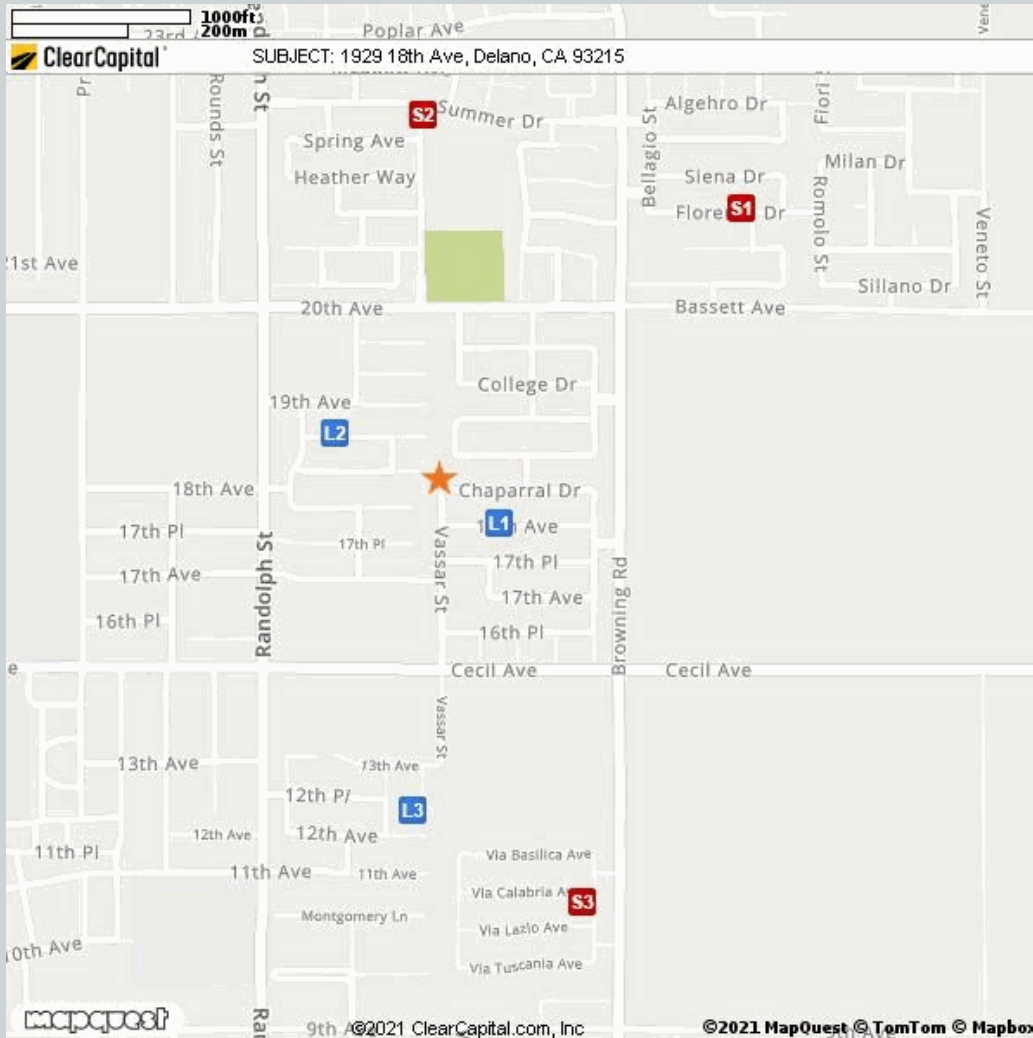 1000ft
200m
Poplar Ave
ClearCapital
SUBJECT: 1929 18th Ave, Delano, CA 93215
Rounds St
S2
Summer Dr
Spring Ave
Heather Way
Bellagio St
Algehro Dr
Milan Dr
Siena Dr
S1
Dr
Romolo St
Veneto St
Sillano Dr
20th Ave
Bassett Ave
College Dr
19th Ave
L2
18th Ave
Chaparral Dr
L1
Ave
17th Pl
17th Pl
17th Pl
Vassar St
17th Ave
17th Ave
Randolph St
Browning Rd
16th Pl
16th Pl
Cecil Ave
Cecil Ave
Vassar St
13th Ave
13th Ave
12th Pl
L3
12th Ave
12th Ave
11th Pl
11th Ave
11th Ave
Via Basilica Ave
Via Calabria
S3
Montgomery Ln
Via Lazio Ave
Via Tuscania Ave
mapquest
9th
©2021 ClearCapital.com, Inc
©2021 MapQuest © TomTom © Mapbox